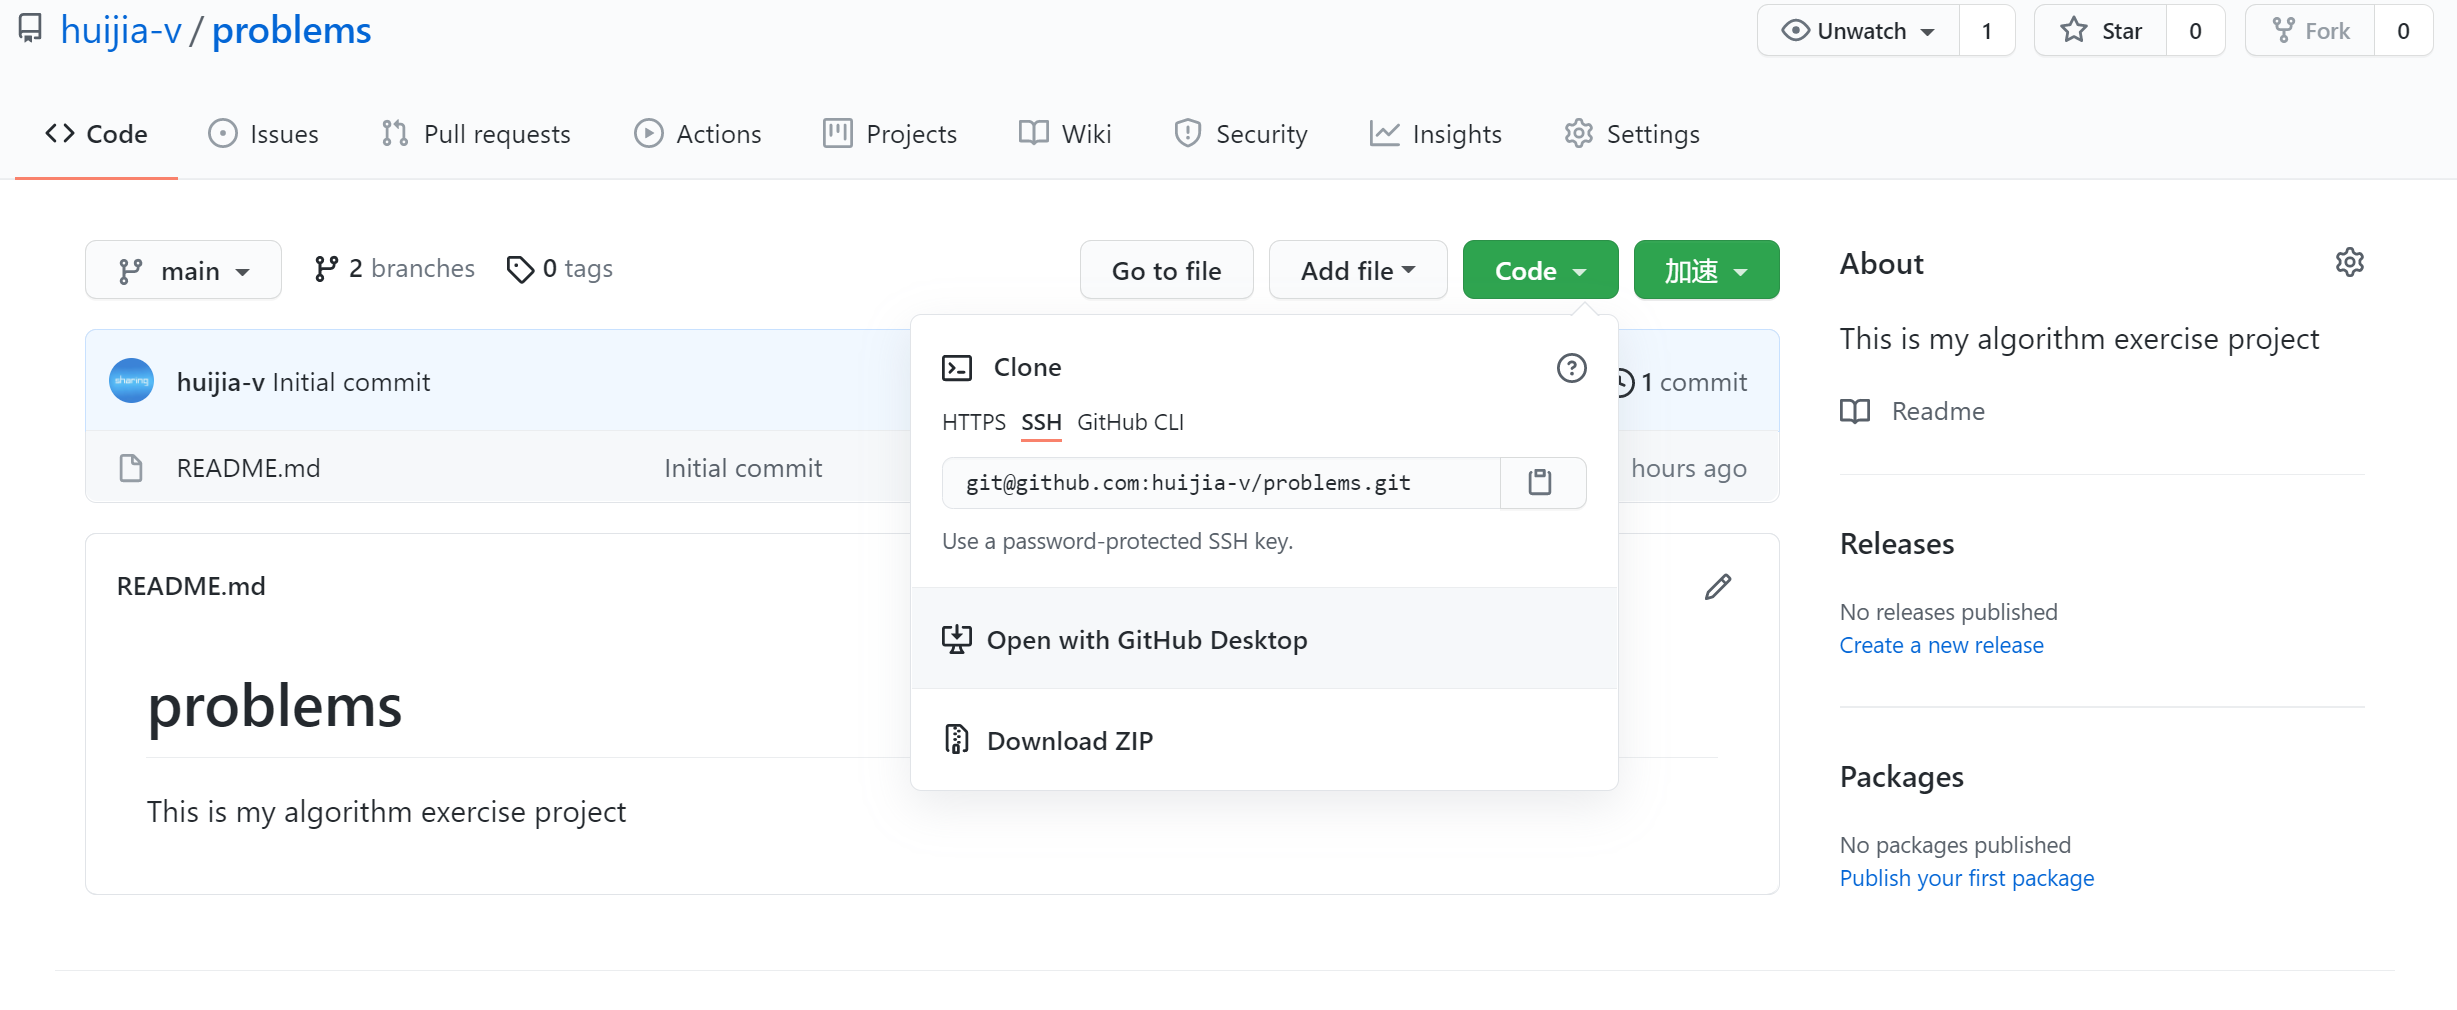 huijia-v / problems
Unwatch 1 Star 0 Fork 0
Code Issues Pull requests Actions Projects Wiki Security Insights Settings
main 2 branches 0 tags Go to file Add file Code 加速
huijia-v Initial commit 1 commit
README.md Initial commit hours ago
Clone
HTTPS SSH GitHub CLI
git@github.com:huijia-v/problems.git
Use a password-protected SSH key.
Open with GitHub Desktop
Download ZIP
README.md
problems
This is my algorithm exercise project
About
This is my algorithm exercise project
Readme
Releases
No releases published
Create a new release
Packages
No packages published
Publish your first package
sharing